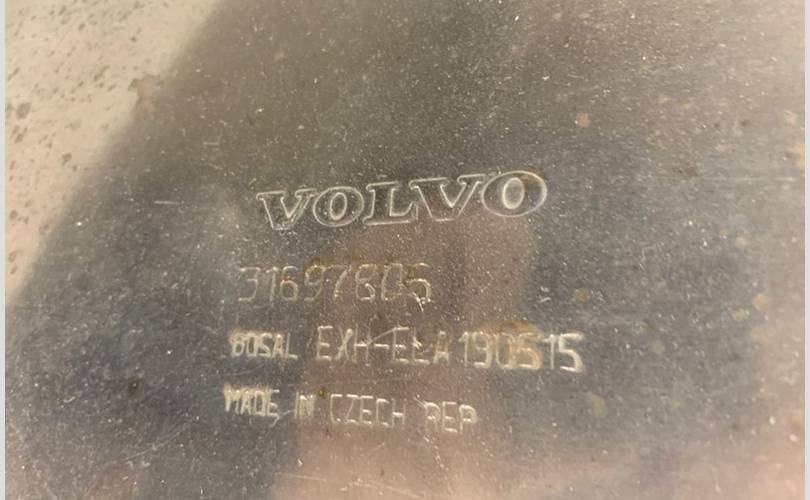 VOLVO
31697805
BOSAL EXH-ELA 190515
MADE IN CZECH REP